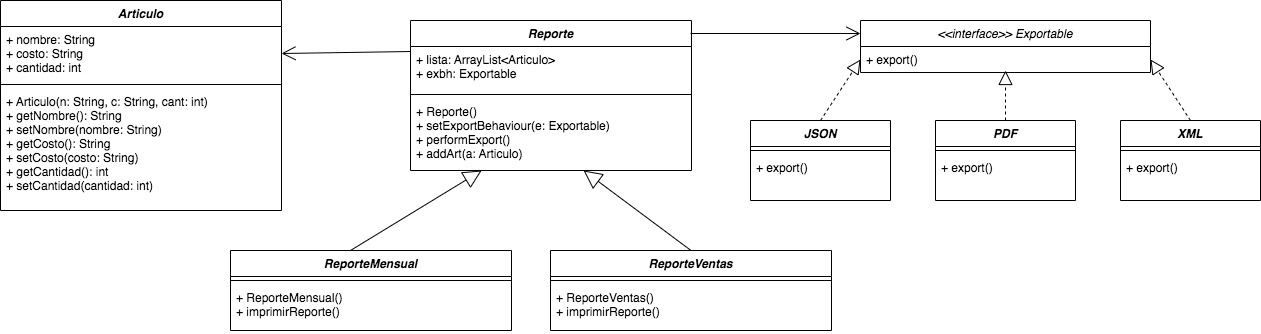 Articulo
+ nombre: String
+ costo: String
+ cantidad: int
+ Articulo(n: String, c: String, cant: int)
+ getNombre(): String
+ setNombre(nombre: String)
+ getCosto(): String
+ setCosto(costo: String)
+ getCantidad(): int
+ setCantidad(cantidad: int)
Reporte
+ lista: ArrayList<Articulo>
+ exbh: Exportable
+ Reporte()
+ setExportBehaviour(e: Exportable)
+ performExport()
+ addArt(a: Articulo)
<<interface>> Exportable
+ export()
JSON
+ export()
PDF
+ export()
XML
+ export()
ReporteMensual
+ ReporteMensual()
+ imprimirReporte()
ReporteVentas
+ ReporteVentas()
+ imprimirReporte()